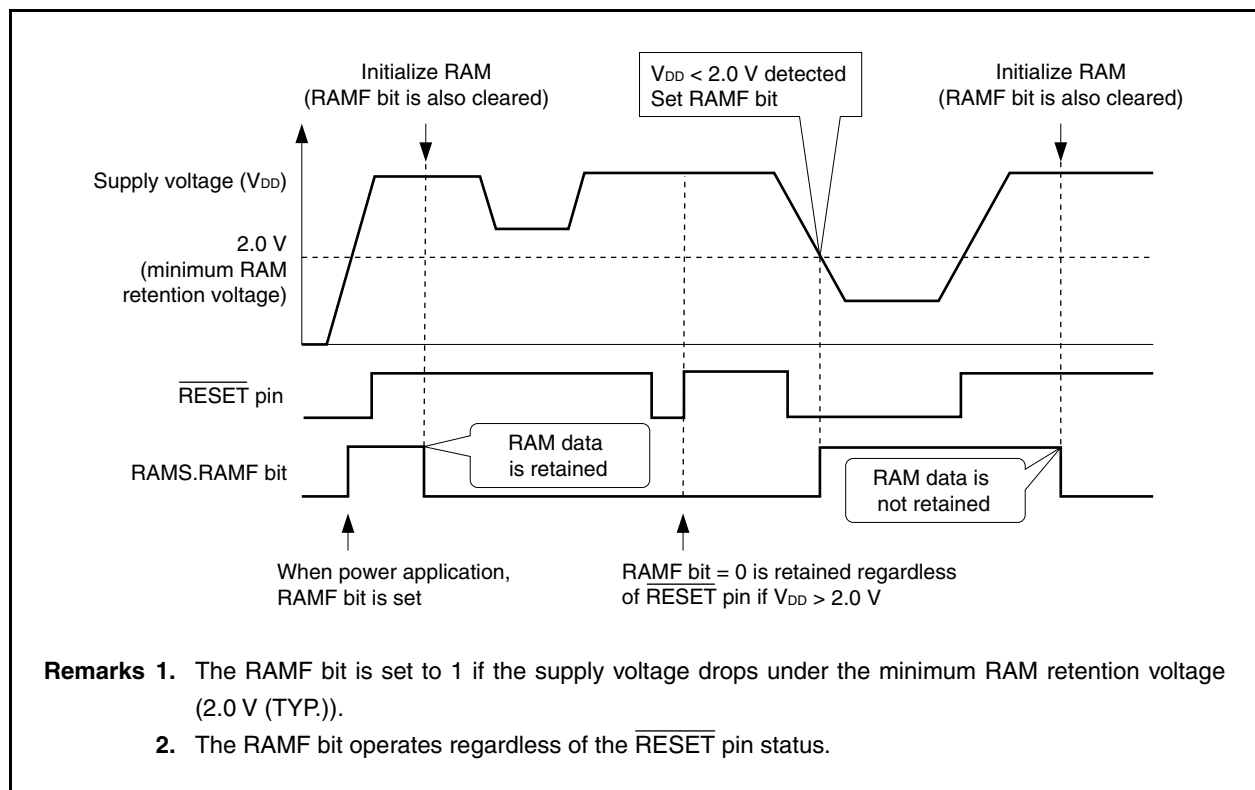 Initialize RAM
(RAMF bit is also cleared)
VDD < 2.0 V detected
Set RAMF bit
Initialize RAM
(RAMF bit is also cleared)
Supply voltage (VDD)
2.0 V
(minimum RAM
retention voltage)
RESET pin
RAMS.RAMF bit
RAM data
is retained
RAM data is
not retained
When power application,
RAMF bit is set
RAMF bit = 0 is retained regardless
of RESET pin if VDD > 2.0 V
Remarks 1. The RAMF bit is set to 1 if the supply voltage drops under the minimum RAM retention voltage
(2.0 V (TYP.)).
2. The RAMF bit operates regardless of the RESET pin status.